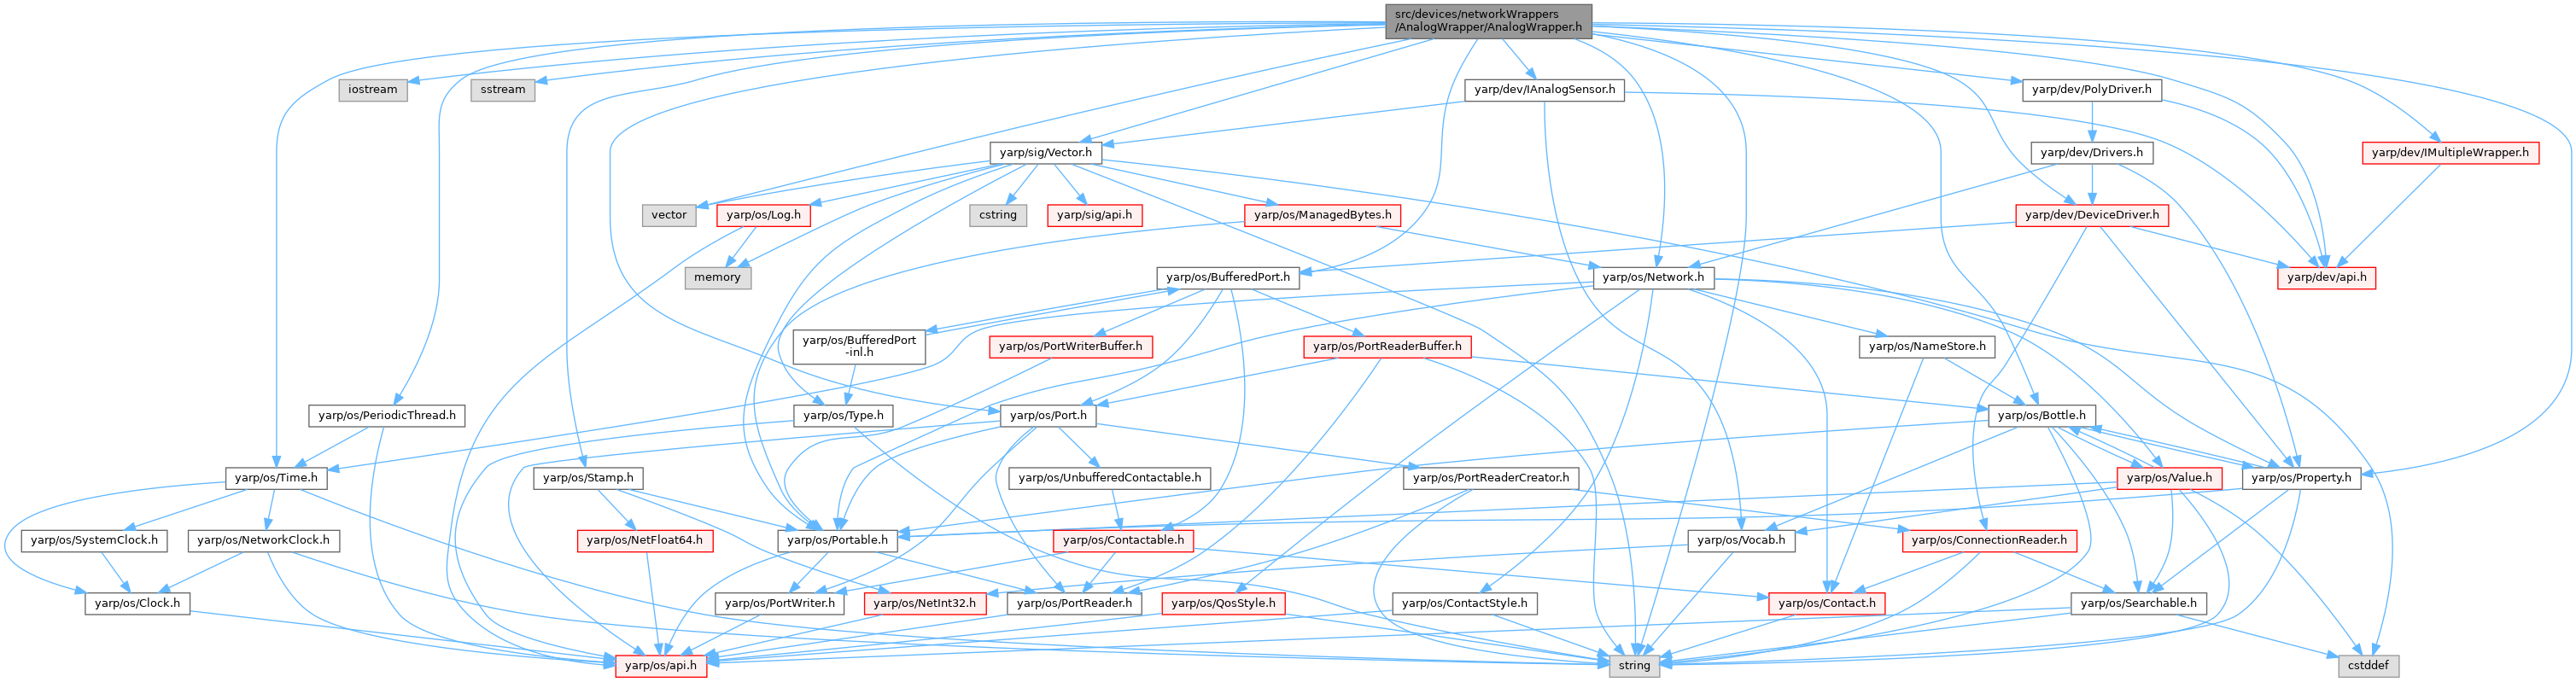 src/devices/networkWrappers
/AnalogWrapper/AnalogWrapper.h
iostream
sstream
yarp/dev/IAnalogSensor.h
yarp/dev/PolyDriver.h
yarp/sig/Vector.h
yarp/dev/Drivers.h
yarp/dev/IMultipleWrapper.h
vector
yarp/os/Log.h
cstring
yarp/sig/api.h
yarp/os/ManagedBytes.h
yarp/dev/DeviceDriver.h
memory
yarp/os/BufferedPort.h
yarp/os/Network.h
yarp/dev/api.h
yarp/os/BufferedPort
-inl.h
yarp/os/PortWriterBuffer.h
yarp/os/PortReaderBuffer.h
yarp/os/NameStore.h
yarp/os/PeriodicThread.h
yarp/os/Type.h
yarp/os/Port.h
yarp/os/Bottle.h
yarp/os/Time.h
yarp/os/Stamp.h
yarp/os/UnbufferedContactable.h
yarp/os/PortReaderCreator.h
yarp/os/Value.h
yarp/os/Property.h
yarp/os/SystemClock.h
yarp/os/NetworkClock.h
yarp/os/NetFloat64.h
yarp/os/Portable.h
yarp/os/Contactable.h
yarp/os/Vocab.h
yarp/os/ConnectionReader.h
yarp/os/Clock.h
yarp/os/PortWriter.h
yarp/os/NetInt32.h
yarp/os/PortReader.h
yarp/os/QosStyle.h
yarp/os/ContactStyle.h
yarp/os/Contact.h
yarp/os/Searchable.h
yarp/os/api.h
string
cstddef